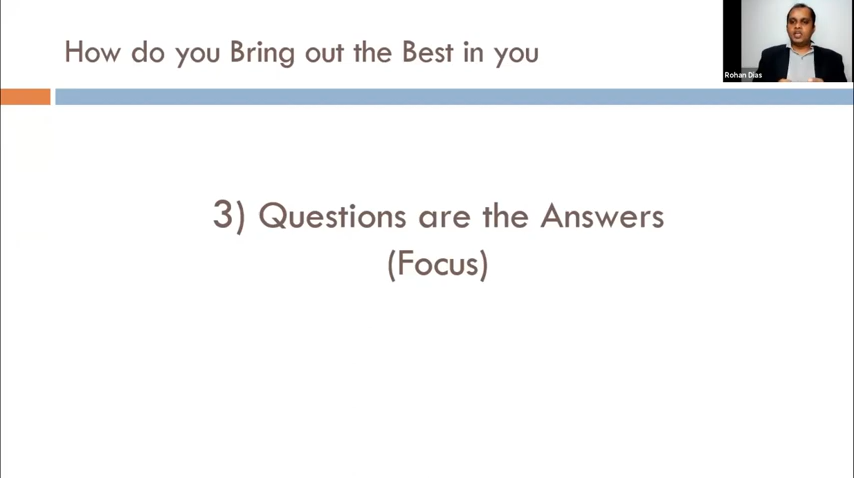 How do you Bring out the Best in you
Rohan Dias
3) Questions are the Answers
(Focus)